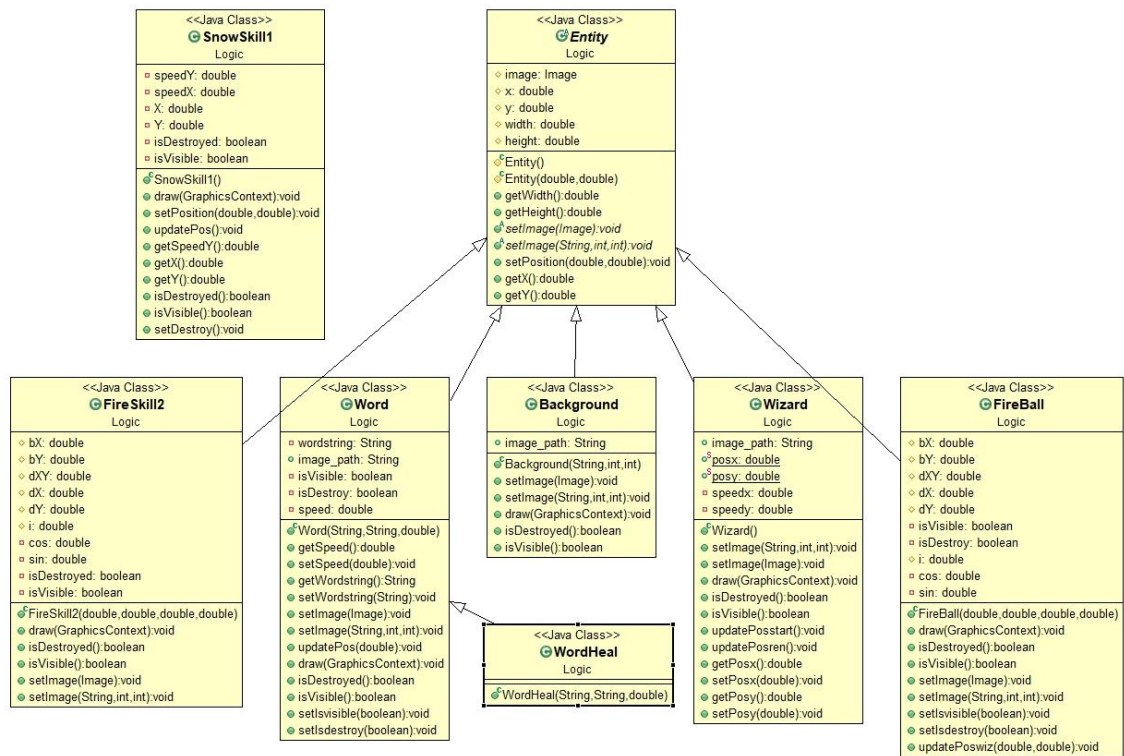 <<Java Class>>
SnowSkill1
Logic
speedY: double
speedX: double
X: double
Y: double
isDestroyed: boolean
isVisible: boolean
SnowSkill1()
draw(GraphicsContext):void
setPosition(double,double):void
updatePos():void
getSpeedY():double
getX():double
getY():double
isDestroyed():boolean
isVisible():boolean
setDestroy():void
<<Java Class>>
Entity
Logic
image: Image
x: double
y: double
width: double
height: double
Entity()
Entity(double,double)
getWidth():double
getHeight():double
setImage(Image):void
setImage(String,int,int):void
setPosition(double,double):void
getX():double
getY():double
<<Java Class>>
FireSkill2
Logic
bX: double
bY: double
dXY: double
dX: double
dY: double
i: double
cos: double
sin: double
isDestroyed: boolean
isVisible: boolean
FireSkill2(double,double,double,double)
draw(GraphicsContext):void
isDestroyed():boolean
isVisible():boolean
setImage(Image):void
setImage(String,int,int):void
<<Java Class>>
Word
Logic
wordstring: String
image_path: String
isVisible: boolean
isDestroy: boolean
speed: double
Word(String,String,double)
getSpeed():double
setSpeed(double):void
getWordstring():String
setWordstring(String):void
setImage(Image):void
setImage(String,int,int):void
updatePos(double):void
draw(GraphicsContext):void
isDestroyed():boolean
isVisible():boolean
setIsvisible(boolean):void
setIsdestroy(boolean):void
<<Java Class>>
Background
Logic
image_path: String
Background(String,int,int)
setImage(Image):void
setImage(String,int,int):void
draw(GraphicsContext):void
isDestroyed():boolean
isVisible():boolean
<<Java Class>>
WordHeal
Logic
WordHeal(String,String,double)
<<Java Class>>
Wizard
Logic
image_path: String
posx: double
posy: double
speedx: double
speedy: double
Wizard()
setImage(String,int,int):void
setImage(Image):void
draw(GraphicsContext):void
isDestroyed():boolean
isVisible():boolean
updatePosstart():void
updatePosren():void
getPosx():double
setPosx(double):void
getPosy():double
setPosy(double):void
<<Java Class>>
FireBall
Logic
bX: double
bY: double
dXY: double
dX: double
dY: double
isVisible: boolean
isDestroy: boolean
i: double
cos: double
sin: double
FireBall(double,double,double,double)
draw(GraphicsContext):void
isDestroyed():boolean
isVisible():boolean
setImage(Image):void
setImage(String,int,int):void
setIsvisible(boolean):void
setIsdestroy(boolean):void
updatePoswiz(double,double):void